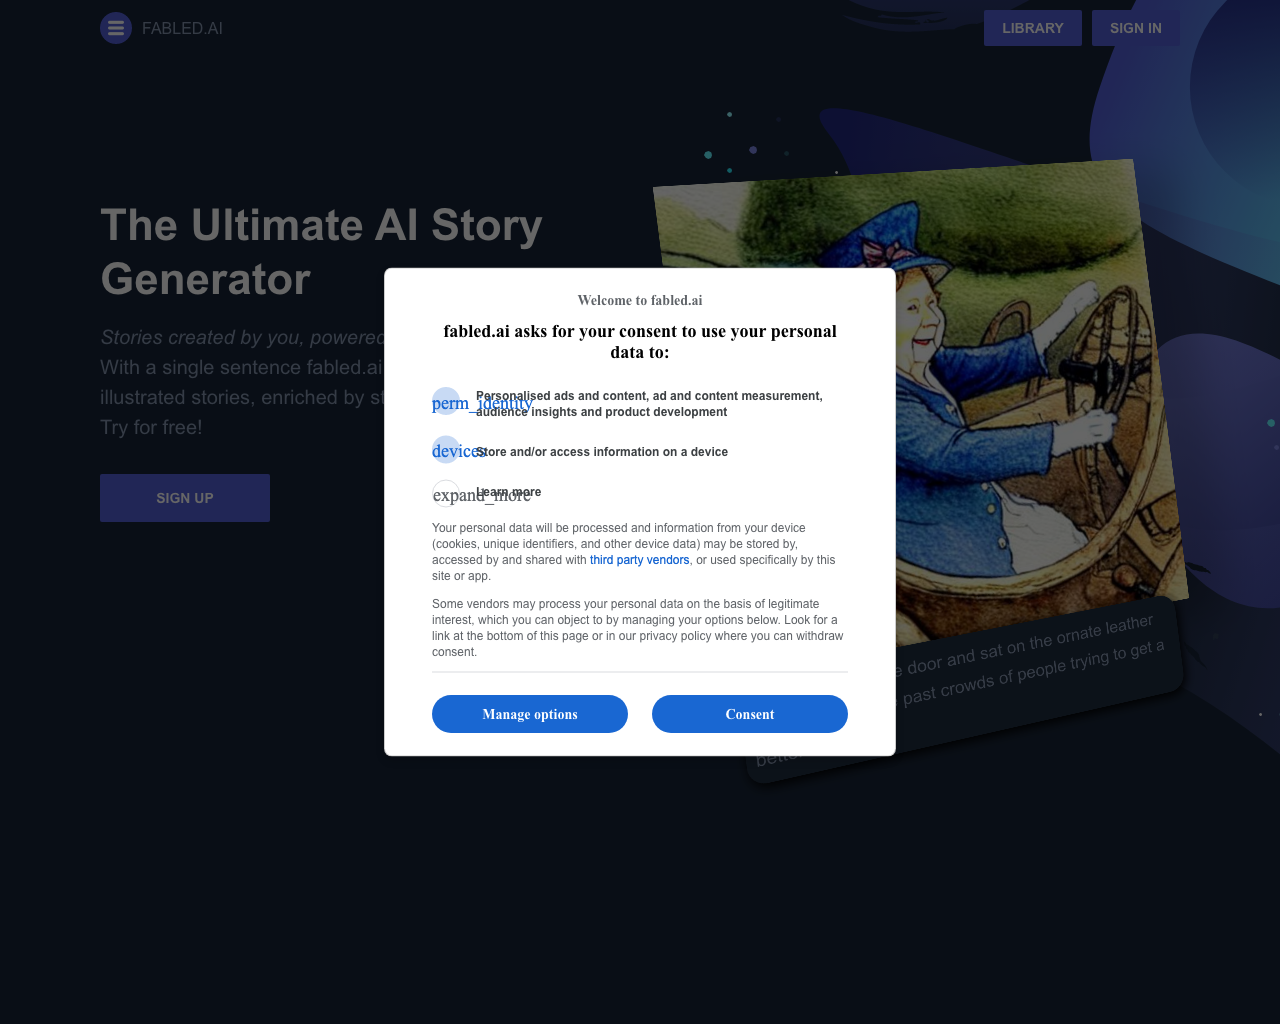 FABLED.AI
LIBRARY
SIGN IN
The Ultimate AI Story
Generator
Stories created by you, powered
With a single sentence fabled.ai
illustrated stories, enriched by st
Try for free!
SIGN UP
Welcome to fabled.ai
fabled.ai asks for your consent to use your personal
data to:
perm_identity
Personalised ads and content, ad and content measurement,
audience insights and product development
devices
Store and/or access information on a device
expand_more
Learn more
Your personal data will be processed and information from your device
(cookies, unique identifiers, and other device data) may be stored by,
accessed by and shared with third party vendors, or used specifically by this
site or app.
Some vendors may process your personal data on the basis of legitimate
interest, which you can object to by managing your options below. Look for a
link at the bottom of this page or in our privacy policy where you can withdraw
consent.
Manage options
Consent
door and sat on the ornate leather
past crowds of people trying to get a